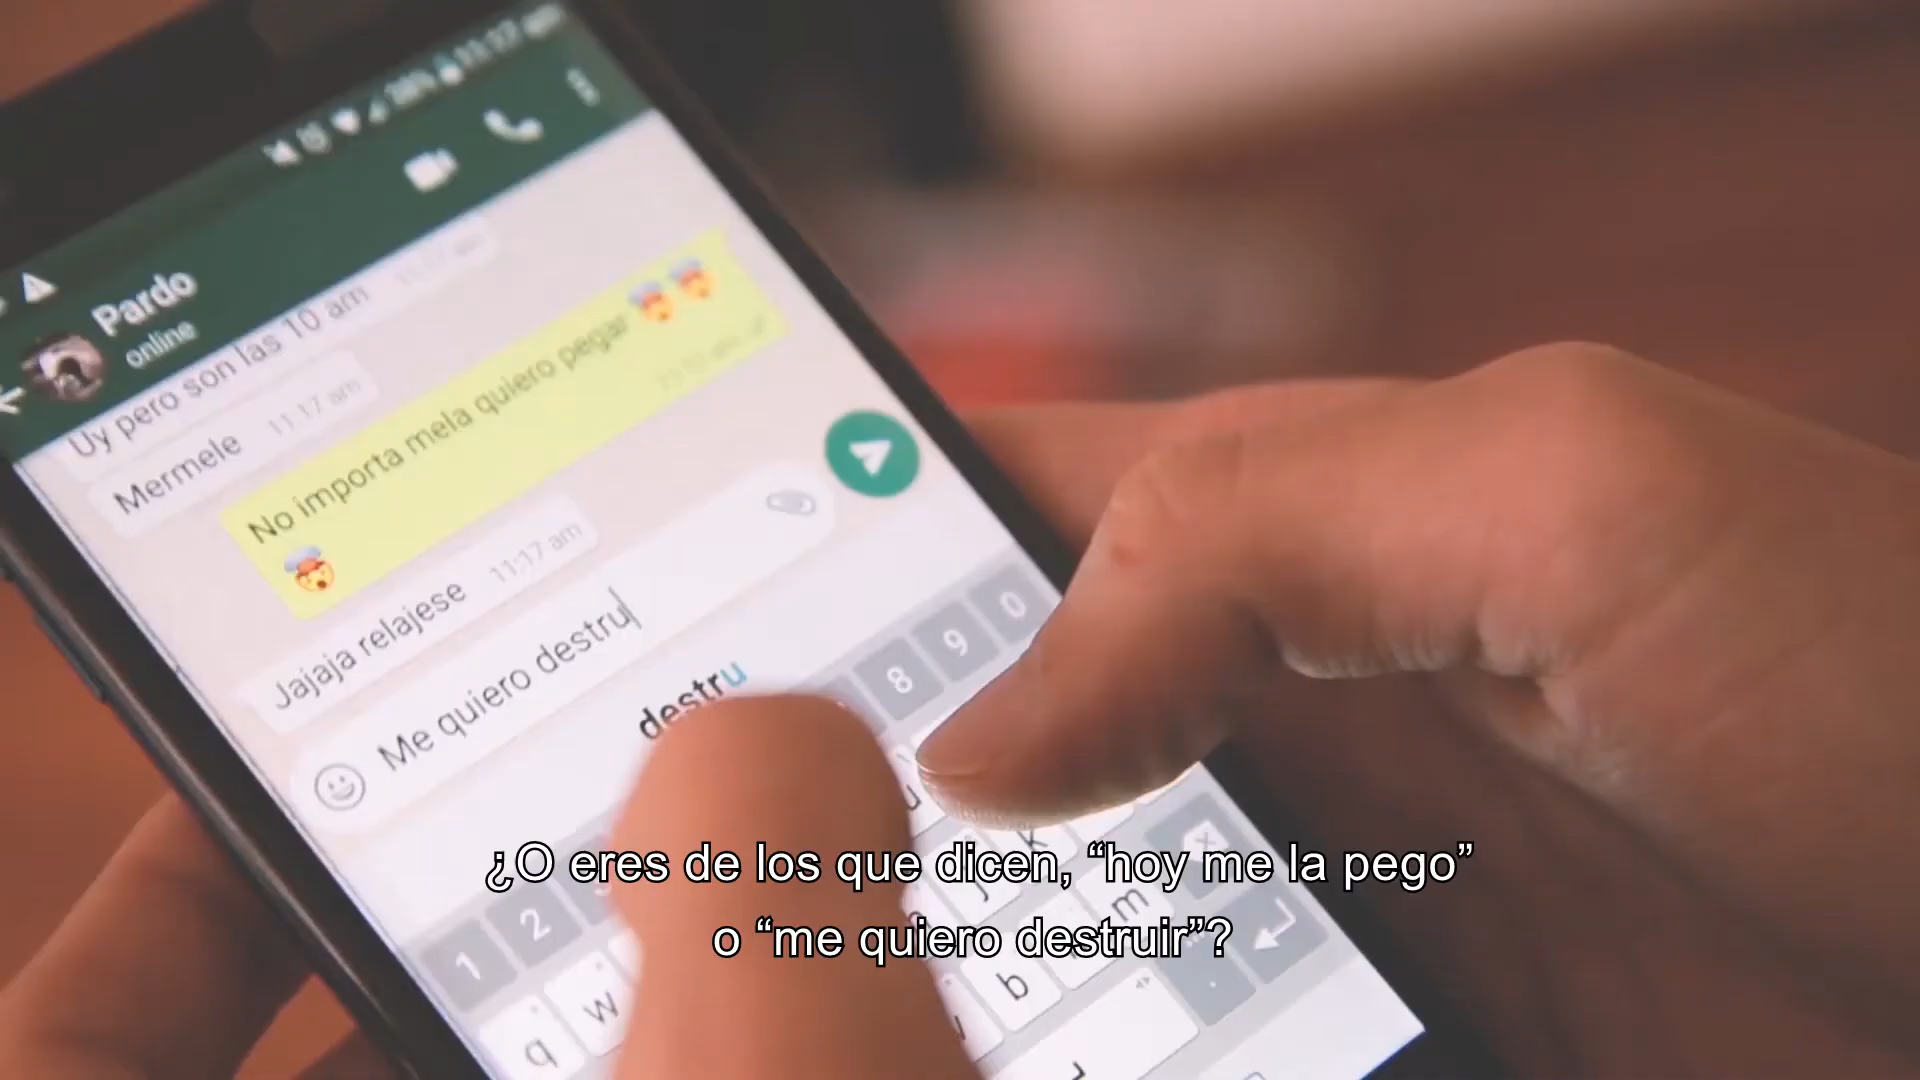 11:17 am
Pardo
online
Uy pero son las 10 am
Mermele 11:17 am
No importa mela quiero pegar 🤯🤯
🤯
Jajaja relajese 11:17 am
Me quiero destru
destru
8 9 0
1 2
q w
u
k
j
b
m
¿O eres de los que dicen, “hoy me la pego”
o “me quiero destruir”?